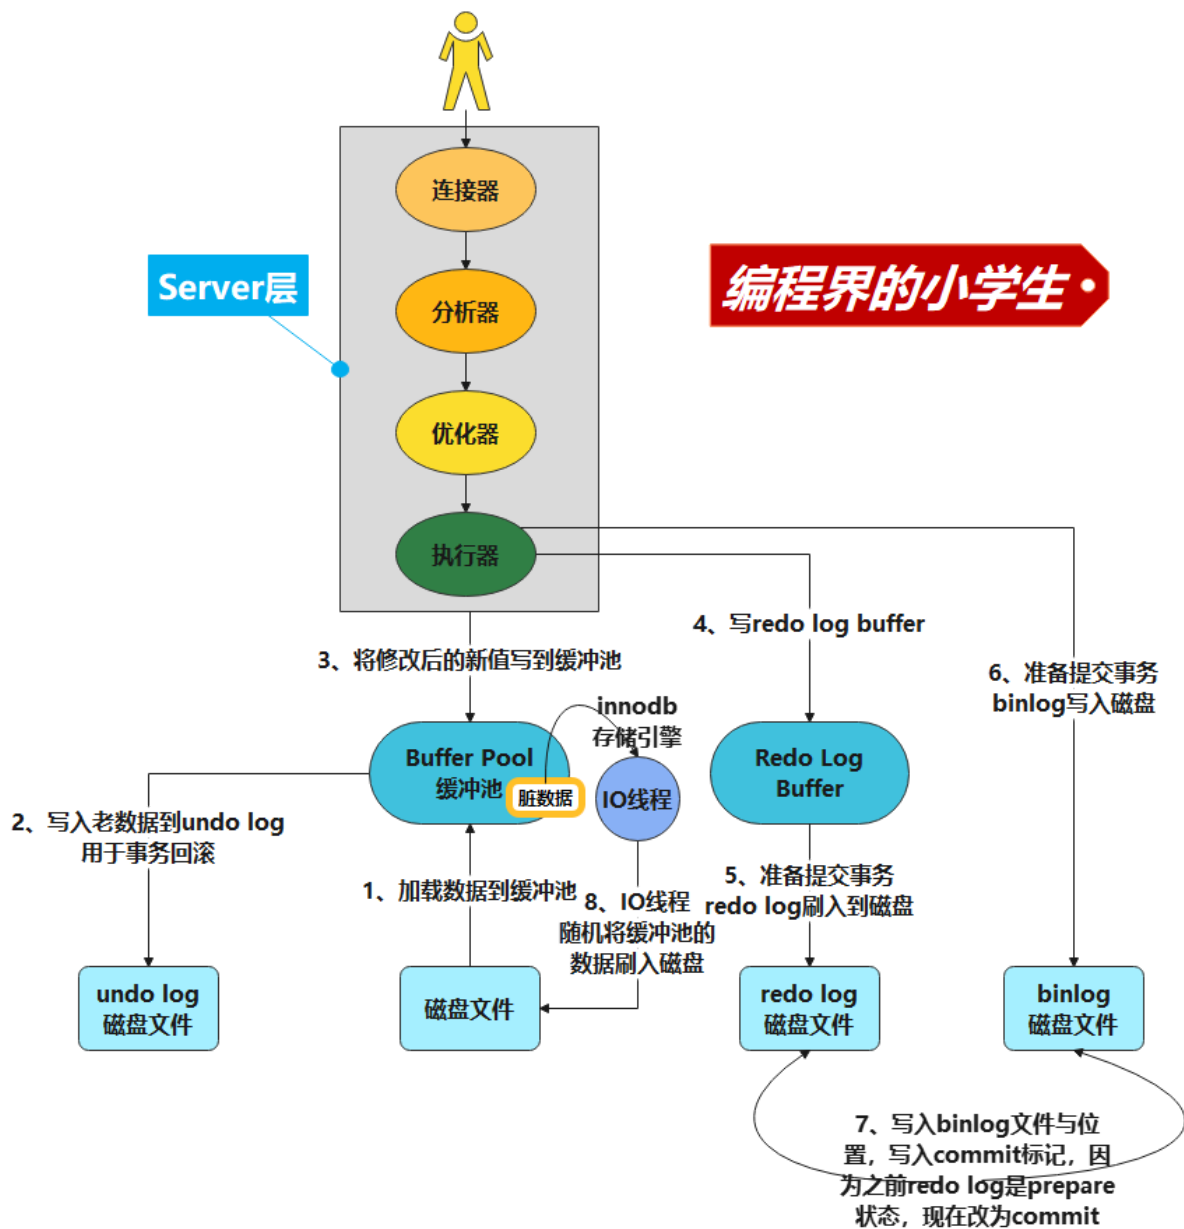 连接器
Server层
编程界的小学生
分析器
优化器
执行器
4、写redo log buffer
3、将修改后的新值写到缓冲池
6、准备提交事务
binlog写入磁盘
innodb
存储引擎
Buffer Pool
缓冲池
脏数据
IO线程
Redo Log
Buffer
2、写入老数据到undo log
用于事务回滚
1、加载数据到缓冲池
8、IO线程
随机将缓冲池的
数据刷入磁盘
5、准备提交事务
redo log刷入到磁盘
undo log
磁盘文件
磁盘文件
redo log
磁盘文件
binlog
磁盘文件
7、写入binlog文件与位
置，写入commit标记，因
为之前redo log是prepare
状态，现在改为commit